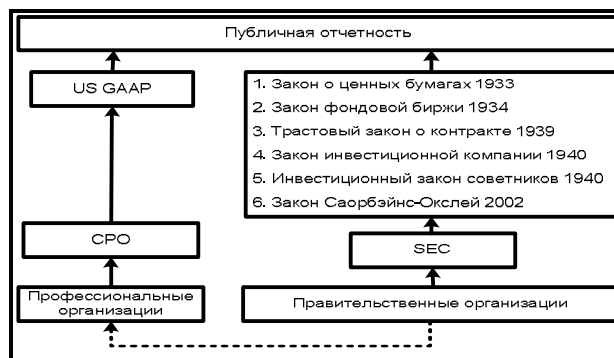 Публичная отчетность
US GAAP
1. Закон о ценных бумагах 1933
2. Закон фондовой биржи 1934
3. Трастовый закон о контракте 1939
4. Закон инвестиционной компании 1940
5. Инвестиционный закон советников 1940
6. Закон Саорбэйнс-Окслей 2002
СРО
SEC
Профессиональные
организации
Правительственные организации